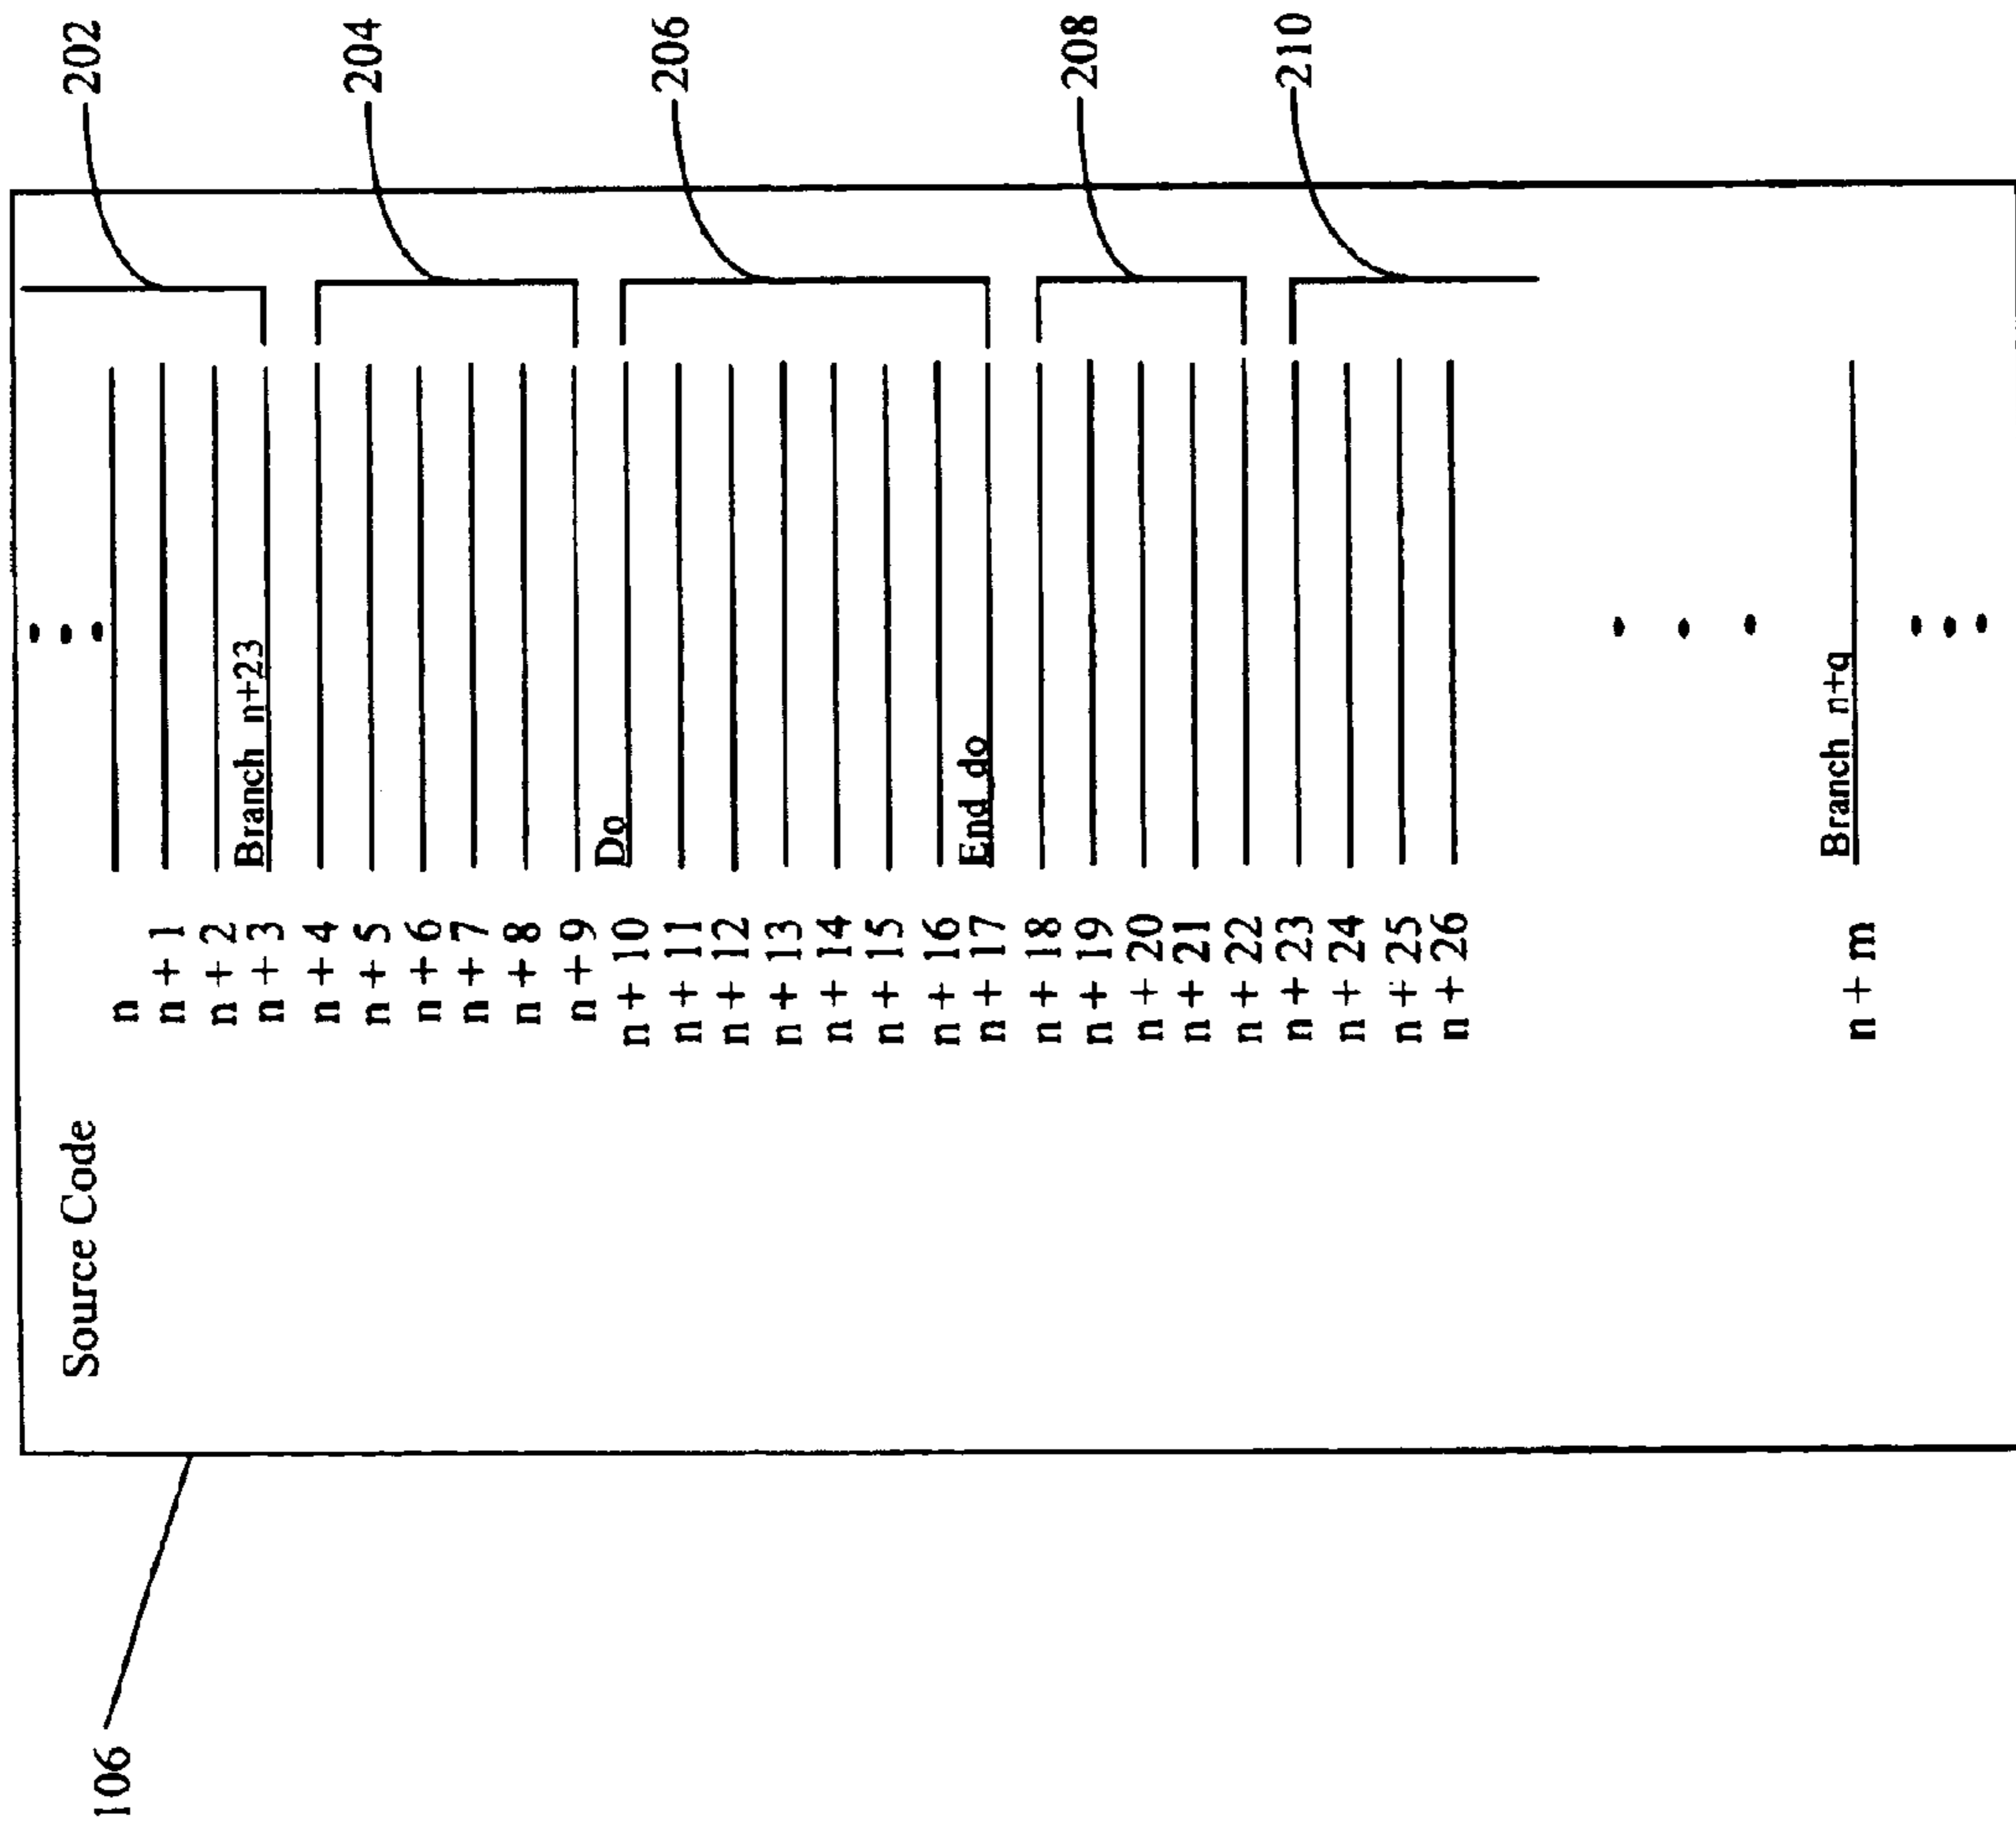 106
Source Code
n
n + 1
n + 2
n + 3 Branch n+23
n + 4
n + 5
n + 6
n + 7
n + 8
n + 9
n + 10 Do
n + 11
n + 12
n + 13
n + 14
n + 15
n + 16
n + 17 End do
n + 18
n + 19
n + 20
n + 21
n + 22
n + 23
n + 24
n + 25
n + 26
n + m Branch n+q
202
204
206
208
210